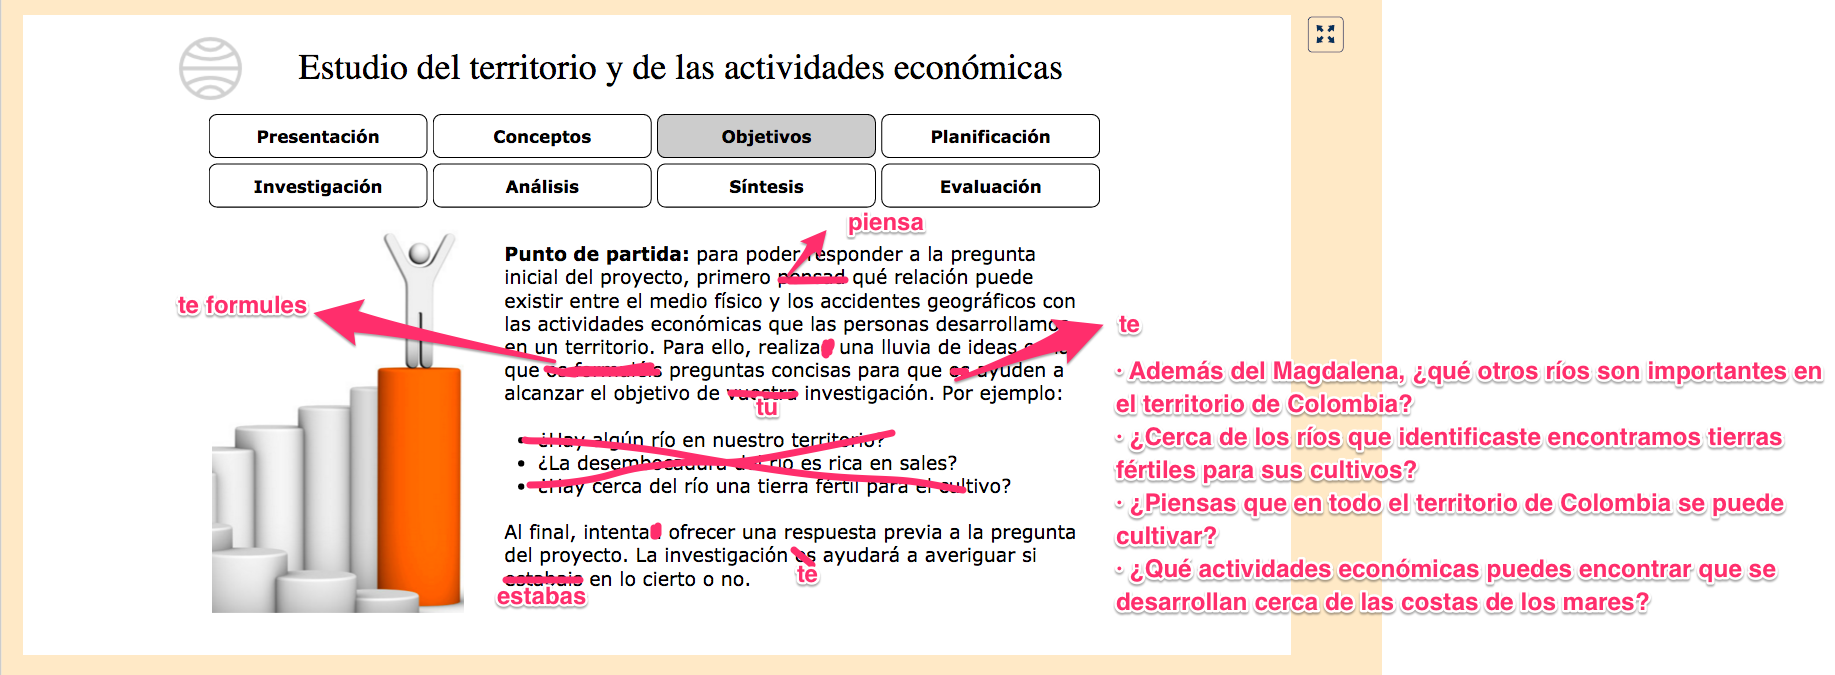 Estudio del territorio y de las actividades económicas
Presentación
Conceptos
Objetivos
Planificación
Investigación
Análisis
Síntesis
Evaluación
piensa
Punto de partida: para poder responder a la pregunta
inicial del proyecto, primero pensad qué relación puede
existir entre el medio físico y los accidentes geográficos con
las actividades económicas que las personas desarrollamos
en un territorio. Para ello, realiza una lluvia de ideas
que os formuléis preguntas concisas para que os ayuden a
alcanzar el objetivo de vuestra investigación. Por ejemplo:
te formules
te
tu
• ¿Hay algún río en nuestro territorio?
• ¿La desembocadura del río es rica en sales?
• ¿Hay cerca del río una tierra fértil para el cultivo?
Al final, intenta ofrecer una respuesta previa a la pregunta
del proyecto. La investigación os ayudará a averiguar si
estabais en lo cierto o no.
te
estabas
· Además del Magdalena, ¿qué otros ríos son importantes en
el territorio de Colombia?
· ¿Cerca de los ríos que identificaste encontramos tierras
fértiles para sus cultivos?
· ¿Piensas que en todo el territorio de Colombia se puede
cultivar?
· ¿Qué actividades económicas puedes encontrar que se
desarrollan cerca de las costas de los mares?